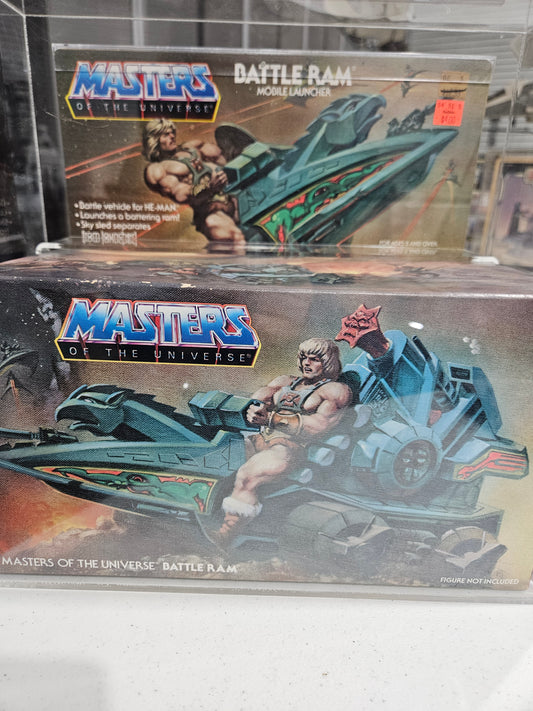 MASTERS
OF THE UNIVERSE
BATTLE RAM
MOBILE LAUNCHER
• Battle vehicle for HE-MAN®
• Launches a battering ram!
• Sky sled separates
FOR AGES 5 AND OVER
MASTERS
OF THE UNIVERSE®
MASTERS OF THE UNIVERSE® BATTLE RAM
FIGURE NOT INCLUDED